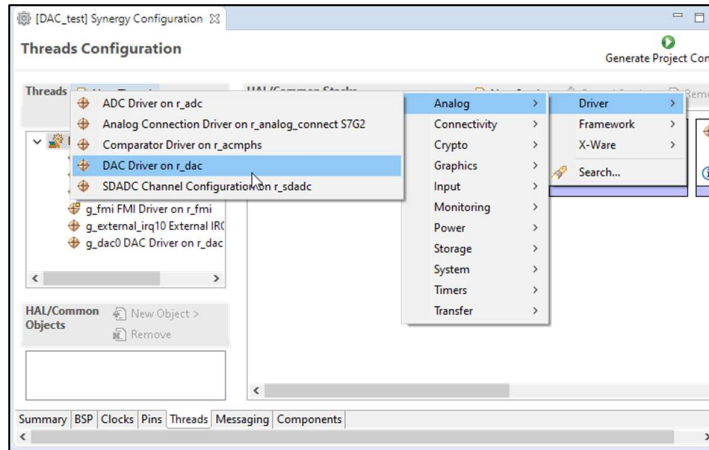 [DAC_test] Synergy Configuration
Threads Configuration
Generate Project Con
Threads
ADC Driver on r_adc
Analog Connection Driver on r_analog_connect S7G2
Comparator Driver on r_acmphs
DAC Driver on r_dac
SDADC Channel Configuration on r_sdadc
g_fmi FMI Driver on r_fmi
g_external_irq10 External IRQ
g_dac0 DAC Driver on r_dac
Analog >
Connectivity >
Crypto >
Graphics >
Input >
Monitoring >
Power >
Storage >
System >
Timers >
Transfer >
Driver >
Framework >
X-Ware >
Search...
HAL/Common
Objects
New Object >
Remove
Summary BSP Clocks Pins Threads Messaging Components